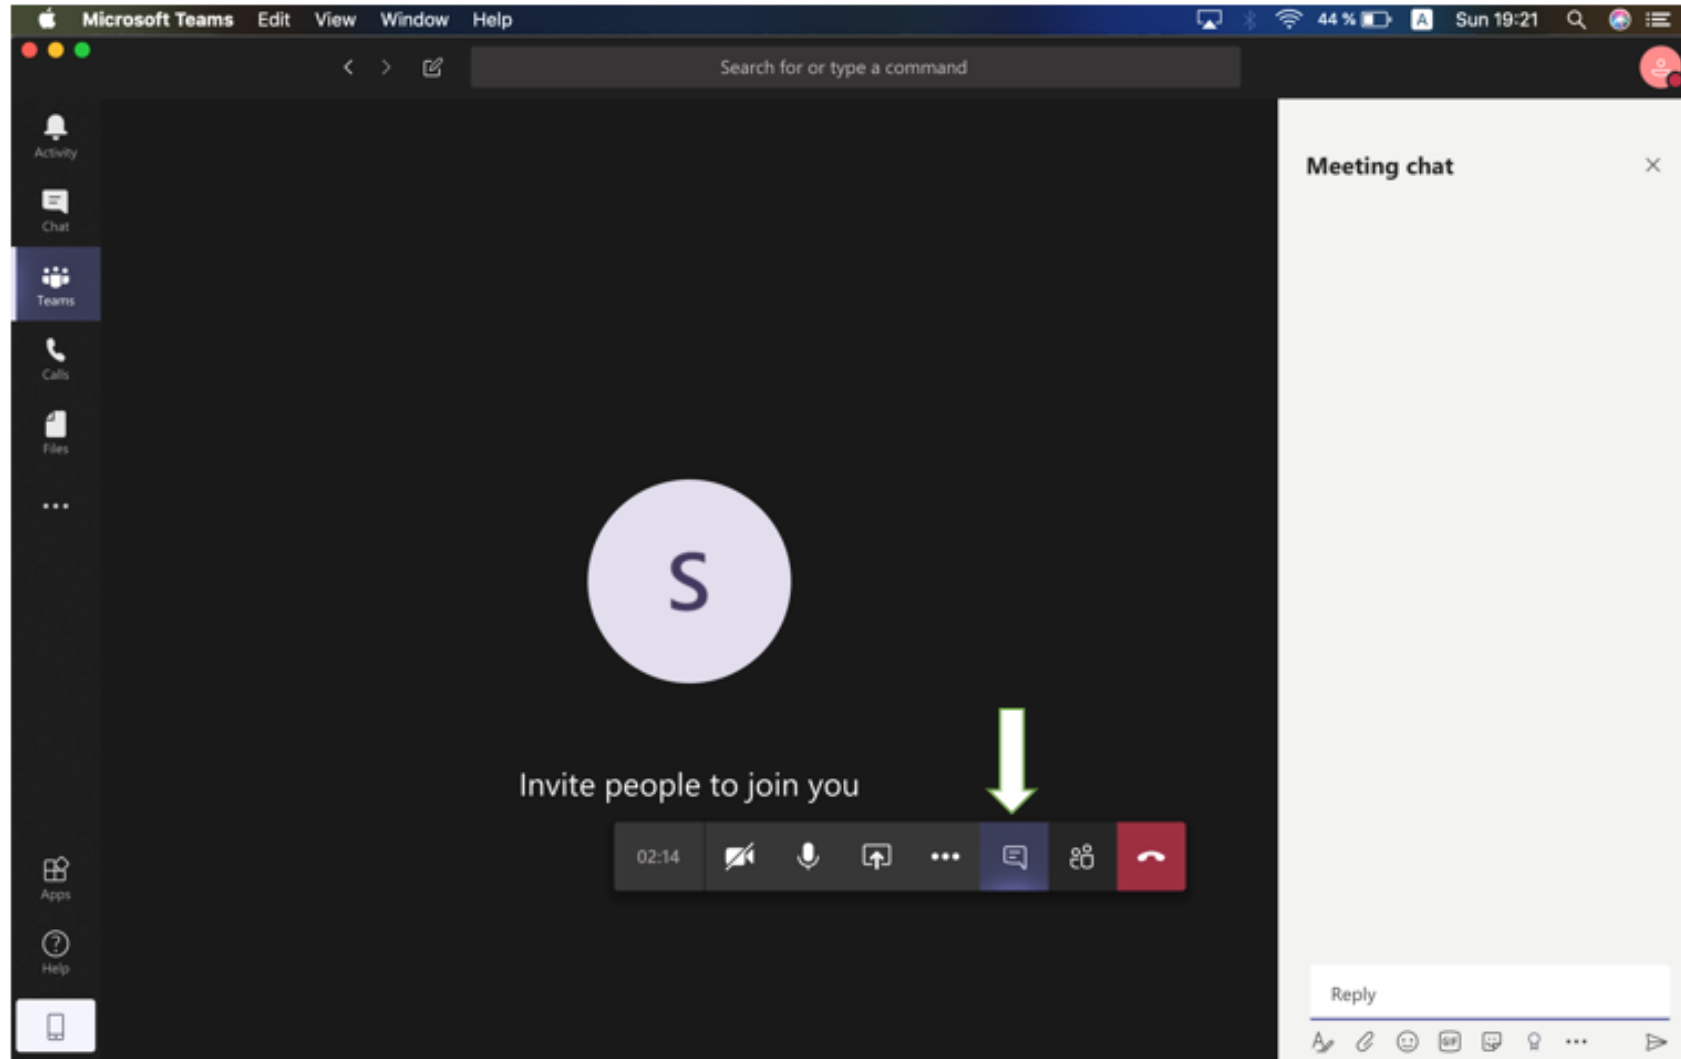 Microsoft Teams Edit View Window Help 44 % A Sun 19:21
Search for or type a command
Activity
Chat
Teams
Calls
Files
Apps
Help
S
Invite people to join you
02:14
Meeting chat
Reply
GIF